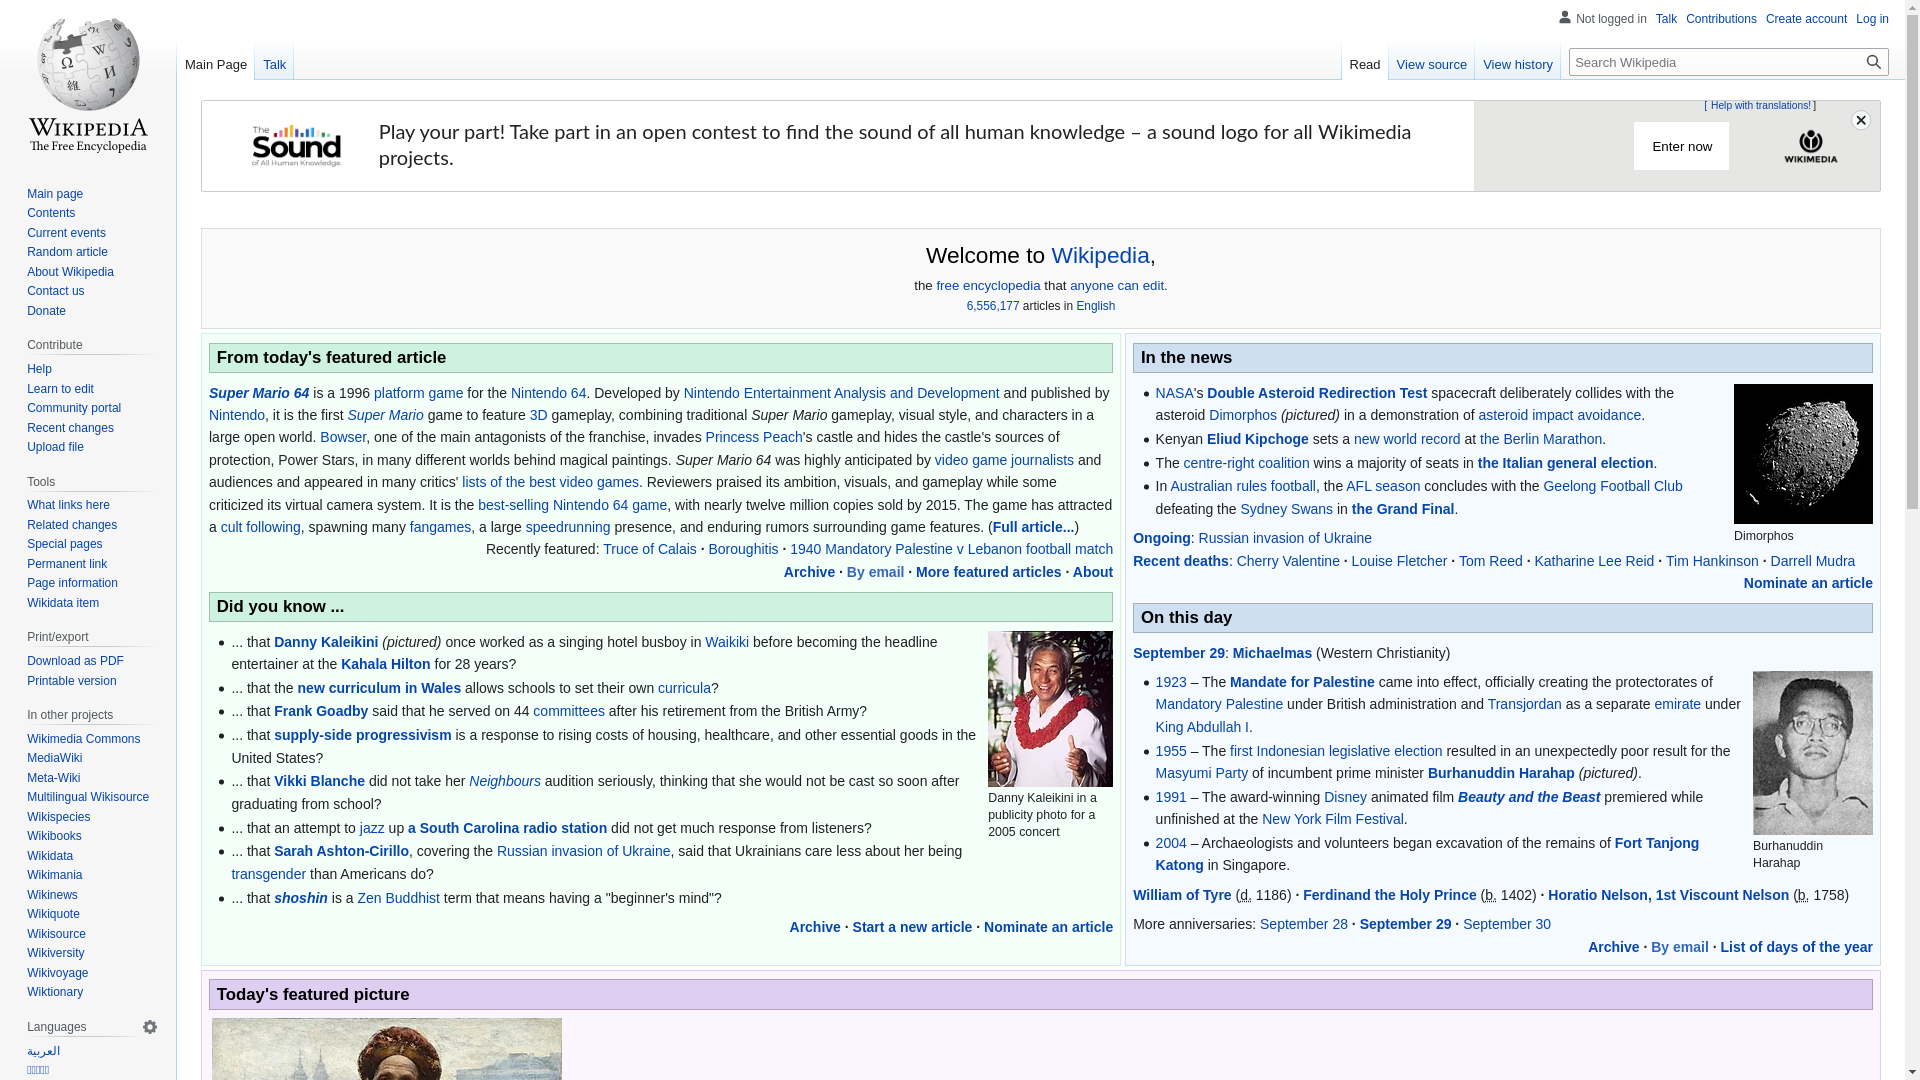 Not logged in Talk Contributions Create account Log in
Main Page Talk Read View source View history Search Wikipedia
WIKIPEDIA
The Free Encyclopedia
Main page
Contents
Current events
Random article
About Wikipedia
Contact us
Donate
Contribute
Help
Learn to edit
Community portal
Recent changes
Upload file
Tools
What links here
Related changes
Special pages
Permanent link
Page information
Wikidata item
Print/export
Download as PDF
Printable version
In other projects
Wikimedia Commons
MediaWiki
Meta-Wiki
Multilingual Wikisource
Wikispecies
Wikibooks
Wikidata
Wikimania
Wikinews
Wikiquote
Wikisource
Wikiversity
Wikivoyage
Wiktionary
Languages
العربية
[ Help with translations! ]
The
Sound
of All Human Knowledge
Play your part! Take part in an open contest to find the sound of all human knowledge – a sound logo for all Wikimedia
projects.
Enter now
WIKIMEDIA
Welcome to Wikipedia,
the free encyclopedia that anyone can edit.
6,556,177 articles in English
From today's featured article
Super Mario 64 is a 1996 platform game for the Nintendo 64. Developed by Nintendo Entertainment Analysis and Development and published by
Nintendo, it is the first Super Mario game to feature 3D gameplay, combining traditional Super Mario gameplay, visual style, and characters in a
large open world. Bowser, one of the main antagonists of the franchise, invades Princess Peach's castle and hides the castle's sources of
protection, Power Stars, in many different worlds behind magical paintings. Super Mario 64 was highly anticipated by video game journalists and
audiences and appeared in many critics' lists of the best video games. Reviewers praised its ambition, visuals, and gameplay while some
criticized its virtual camera system. It is the best-selling Nintendo 64 game, with nearly twelve million copies sold by 2015. The game has attracted
a cult following, spawning many fangames, a large speedrunning presence, and enduring rumors surrounding game features. (Full article...)
Recently featured: Truce of Calais · Boroughitis · 1940 Mandatory Palestine v Lebanon football match
Archive · By email · More featured articles · About
Did you know ...
... that Danny Kaleikini (pictured) once worked as a singing hotel busboy in Waikiki before becoming the headline
entertainer at the Kahala Hilton for 28 years?
... that the new curriculum in Wales allows schools to set their own curricula?
... that Frank Goadby said that he served on 44 committees after his retirement from the British Army?
... that supply-side progressivism is a response to rising costs of housing, healthcare, and other essential goods in the
United States?
... that Vikki Blanche did not take her Neighbours audition seriously, thinking that she would not be cast so soon after
graduating from school?
... that an attempt to jazz up a South Carolina radio station did not get much response from listeners?
... that Sarah Ashton-Cirillo, covering the Russian invasion of Ukraine, said that Ukrainians care less about her being
transgender than Americans do?
... that shoshin is a Zen Buddhist term that means having a "beginner's mind"?
Danny Kaleikini in a
publicity photo for a
2005 concert
Archive · Start a new article · Nominate an article
In the news
NASA's Double Asteroid Redirection Test spacecraft deliberately collides with the
asteroid Dimorphos (pictured) in a demonstration of asteroid impact avoidance.
Kenyan Eliud Kipchoge sets a new world record at the Berlin Marathon.
The centre-right coalition wins a majority of seats in the Italian general election.
In Australian rules football, the AFL season concludes with the Geelong Football Club
defeating the Sydney Swans in the Grand Final.
Dimorphos
Ongoing: Russian invasion of Ukraine
Recent deaths: Cherry Valentine · Louise Fletcher · Tom Reed · Katharine Lee Reid · Tim Hankinson · Darrell Mudra
Nominate an article
On this day
September 29: Michaelmas (Western Christianity)
1923 – The Mandate for Palestine came into effect, officially creating the protectorates of
Mandatory Palestine under British administration and Transjordan as a separate emirate under
King Abdullah I.
1955 – The first Indonesian legislative election resulted in an unexpectedly poor result for the
Masyumi Party of incumbent prime minister Burhanuddin Harahap (pictured).
1991 – The award-winning Disney animated film Beauty and the Beast premiered while
unfinished at the New York Film Festival.
2004 – Archaeologists and volunteers began excavation of the remains of Fort Tanjong
Katong in Singapore.
Burhanuddin
Harahap
William of Tyre (d. 1186) · Ferdinand the Holy Prince (b. 1402) · Horatio Nelson, 1st Viscount Nelson (b. 1758)
More anniversaries: September 28 · September 29 · September 30
Archive · By email · List of days of the year
Today's featured picture